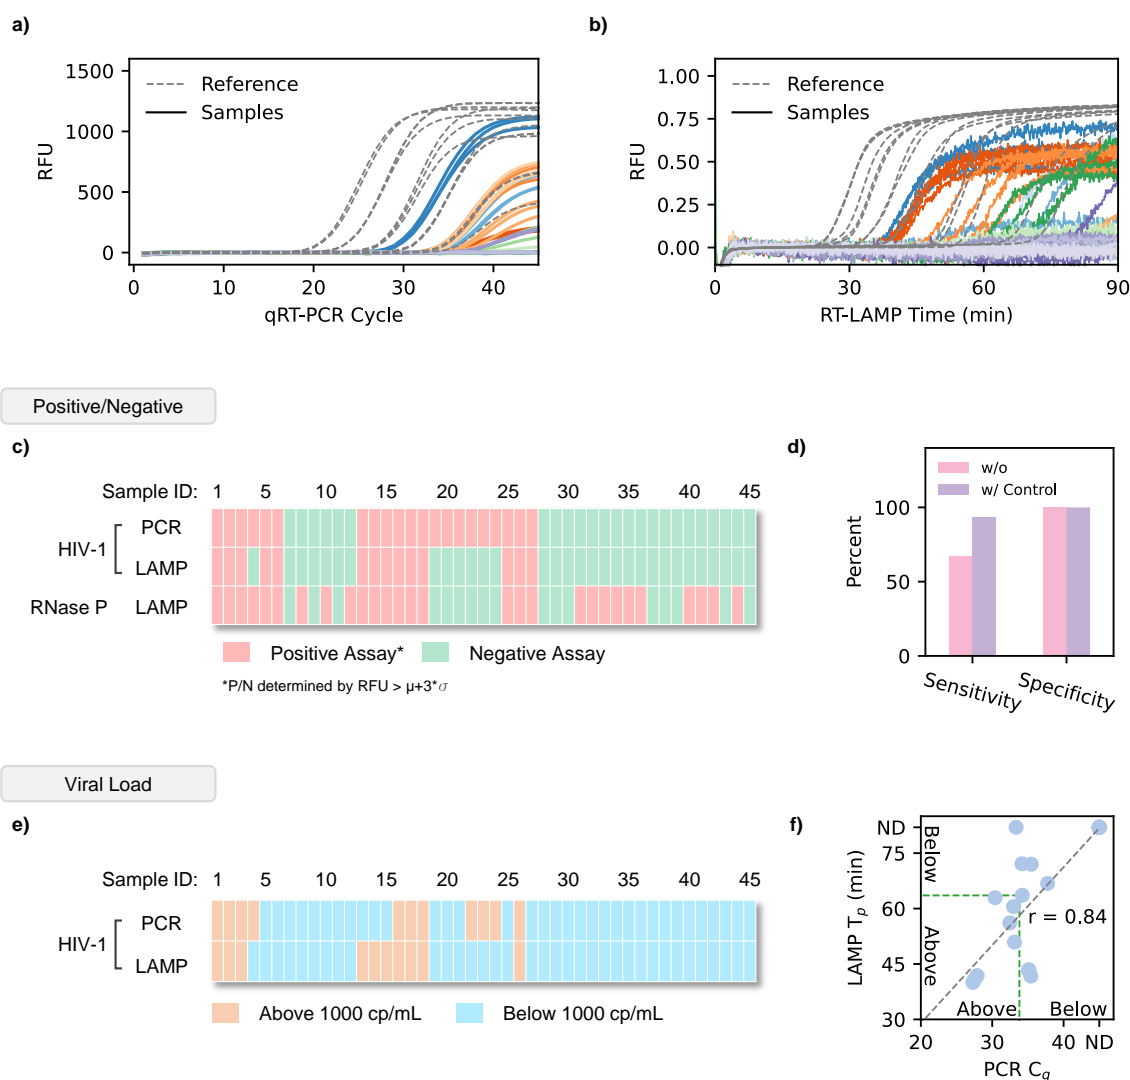 a)
1500
1000
500
0
RFU
Reference
Samples
0 10 20 30 40
qRT-PCR Cycle
b)
1.00
0.75
0.50
0.25
0.00
RFU
Reference
Samples
0 30 60 90
RT-LAMP Time (min)
Positive/Negative
c)
Sample ID: 1 5 10 15 20 25 30 35 40 45
HIV-1
PCR
LAMP
RNase P LAMP
Positive Assay* Negative Assay
*P/N determined by RFU > μ+3*σ
d)
w/o
w/ Control
100
50
0
Percent
Sensitivity
Specificity
Viral Load
e)
Sample ID: 1 5 10 15 20 25 30 35 40 45
HIV-1
PCR
LAMP
Above 1000 cp/mL Below 1000 cp/mL
f)
ND
75
60
45
30
LAMP Tp (min)
Below
Above
r = 0.84
Above Below
20 30 40 ND
PCR Cq